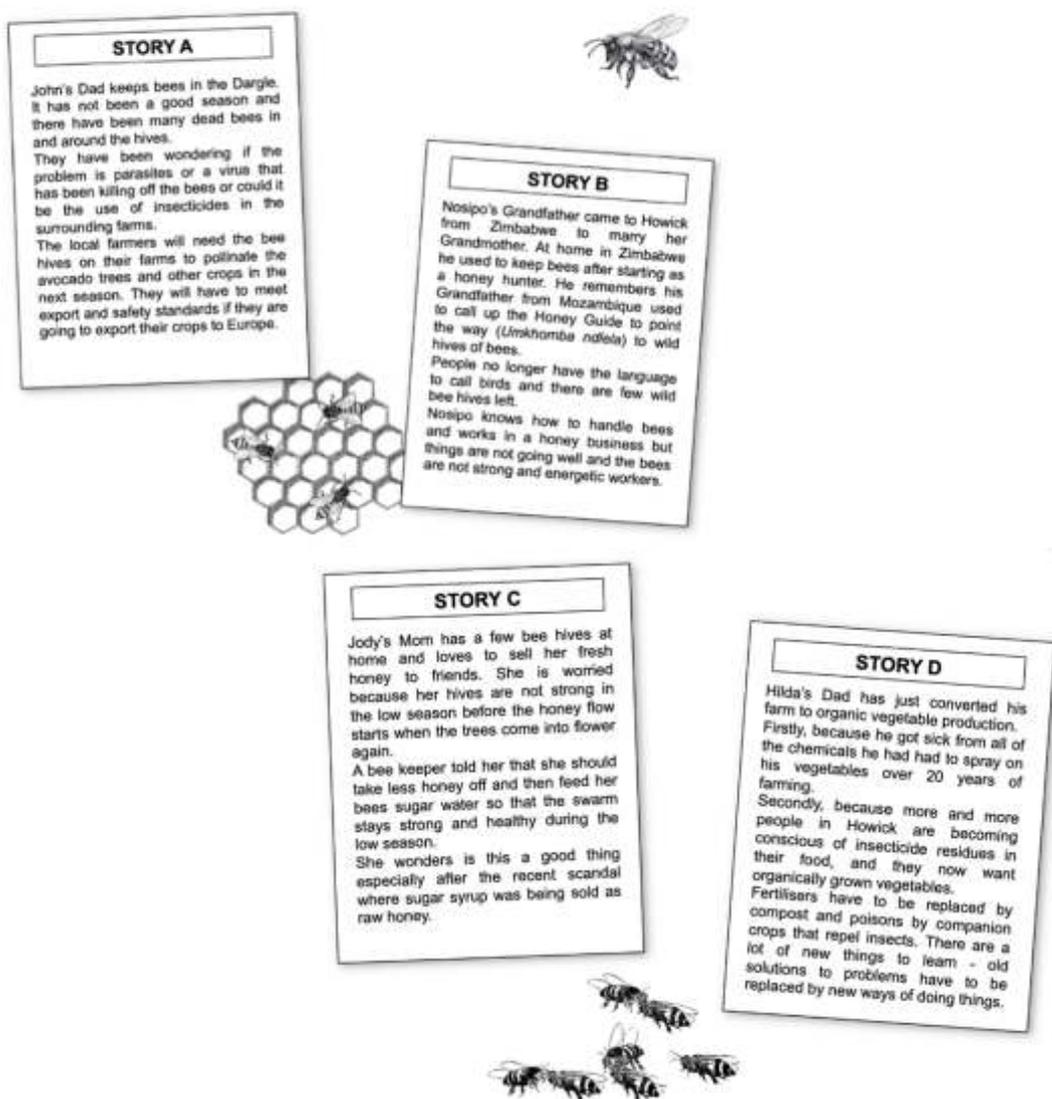 STORY A
John's Dad keeps bees in the Dargle.
It has not been a good season and
there have been many dead bees in
and around the hives.
They have been wondering if the
problem is parasites or a virus that
has been killing off the bees or could it
be the use of insecticides in the
surrounding farms.
The local farmers will need the bee
hives on their farms to pollinate the
avocado trees and other crops in the
next season. They will have to meet
export and safety standards if they are
going to export their crops to Europe.
STORY B
Nosipo's Grandfather came to Howick
from Zimbabwe to marry her
Grandmother. At home in Zimbabwe
he used to keep bees after starting as
a honey hunter. He remembers his
Grandfather from Mozambique used
to call up the Honey Guide to point
the way (Umkhomba ndlela) to wild
hives of bees.
People no longer have the language
to call birds and there are few wild
bee hives left.
Nosipo knows how to handle bees
and works in a honey business but
things are not going well and the bees
are not strong and energetic workers.
STORY C
Jody's Mom has a few bee hives at
home and loves to sell her fresh
honey to friends. She is worried
because her hives are not strong in
the low season before the honey flow
starts when the trees come into flower
again.
A bee keeper told her that she should
take less honey off and then feed her
bees sugar water so that the swarm
stays strong and healthy during the
low season.
She wonders is this a good thing
especially after the recent scandal
where sugar syrup was being sold as
raw honey.
STORY D
Hilda's Dad has just converted his
farm to organic vegetable production.
Firstly, because he got sick from all of
the chemicals he had had to spray on
his vegetables over 20 years of
farming.
Secondly, because more and more
people in Howick are becoming
conscious of insecticide residues in
their food, and they now want
organically grown vegetables.
Fertilisers have to be replaced by
compost and poisons by companion
crops that repel insects. There are a
lot of new things to learn - old
solutions to problems have to be
replaced by new ways of doing things.